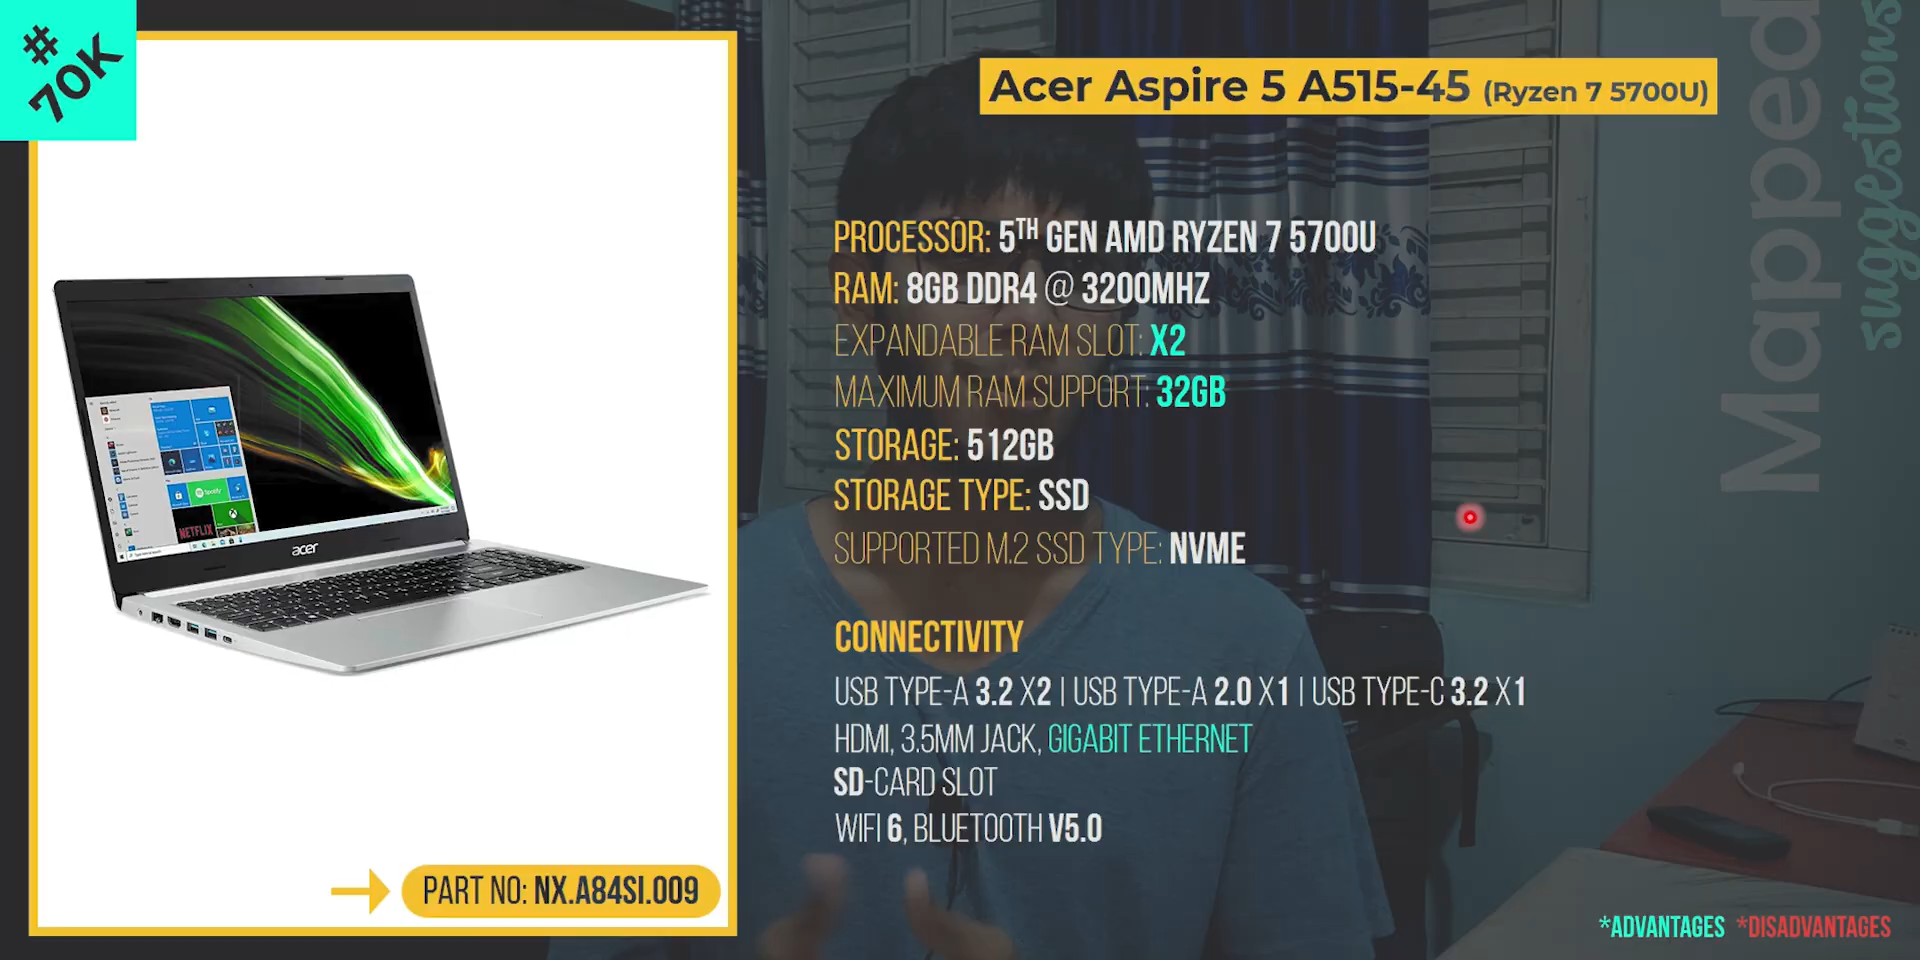 # 70K
Acer Aspire 5 A515-45 (Ryzen 7 5700U)
Mapped
suggestions
PROCESSOR: 5TH GEN AMD RYZEN 7 5700U
RAM: 8GB DDR4 @ 3200MHZ
EXPANDABLE RAM SLOT: X2
MAXIMUM RAM SUPPORT: 32GB
STORAGE: 512GB
STORAGE TYPE: SSD
SUPPORTED M.2 SSD TYPE: NVME
Spotify
NETFLIX
acer
CONNECTIVITY
USB TYPE-A 3.2 X2 | USB TYPE-A 2.0 X1 | USB TYPE-C 3.2 X1
HDMI, 3.5MM JACK, GIGABIT ETHERNET
SD-CARD SLOT
WIFI 6, BLUETOOTH V5.0
PART NO: NX.A84SI.009
*ADVANTAGES *DISADVANTAGES